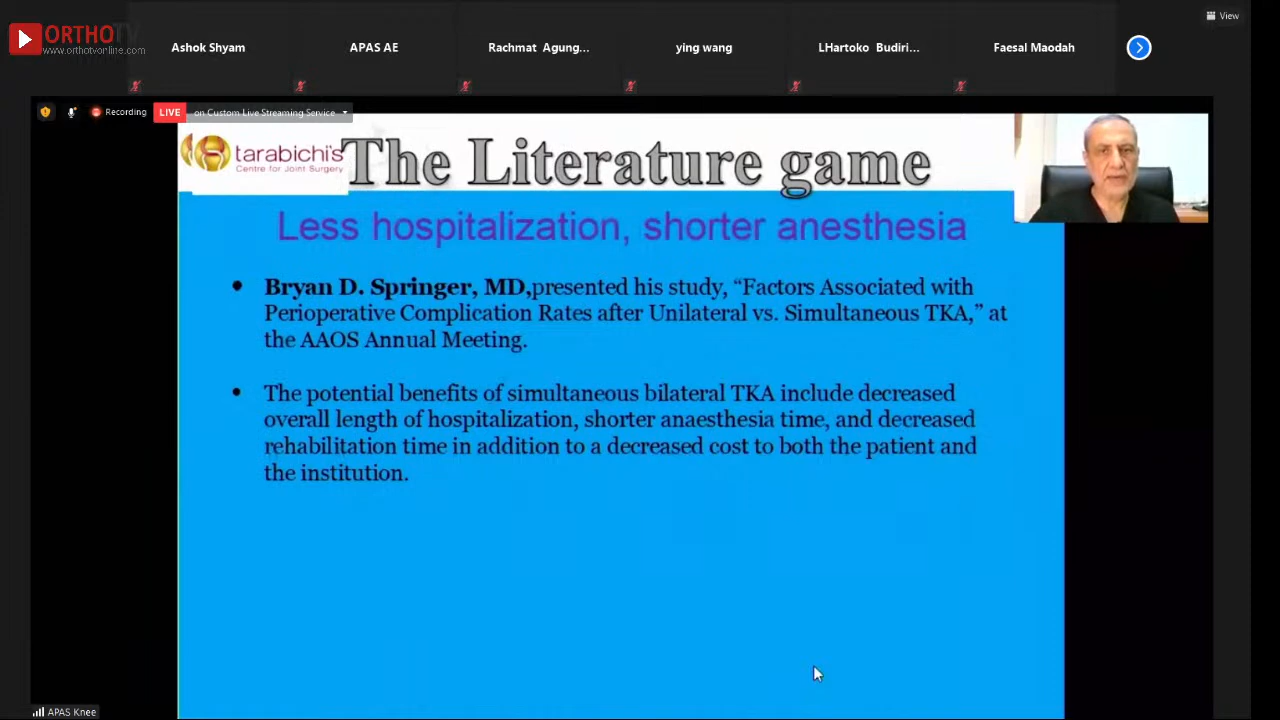 ORTHOTV
www.orthotvonline.com
View
Ashok Shyam
APAS AE
Rachmat Agung...
ying wang
LHartoko Budiri...
Faesal Maodah
Recording
LIVE
on Custom Live Streaming Service
tarabichi's
Centre for Joint Surgery
The Literature game
Less hospitalization, shorter anesthesia
• Bryan D. Springer, MD,presented his study, “Factors Associated with
Perioperative Complication Rates after Unilateral vs. Simultaneous TKA,” at
the AAOS Annual Meeting.
• The potential benefits of simultaneous bilateral TKA include decreased
overall length of hospitalization, shorter anaesthesia time, and decreased
rehabilitation time in addition to a decreased cost to both the patient and
the institution.
APAS Knee